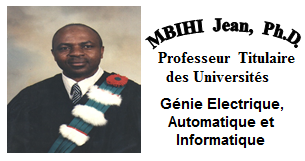 MBIHI Jean, Ph.D.
Professeur Titulaire
des Universités
Génie Electrique,
Automatique et
Informatique